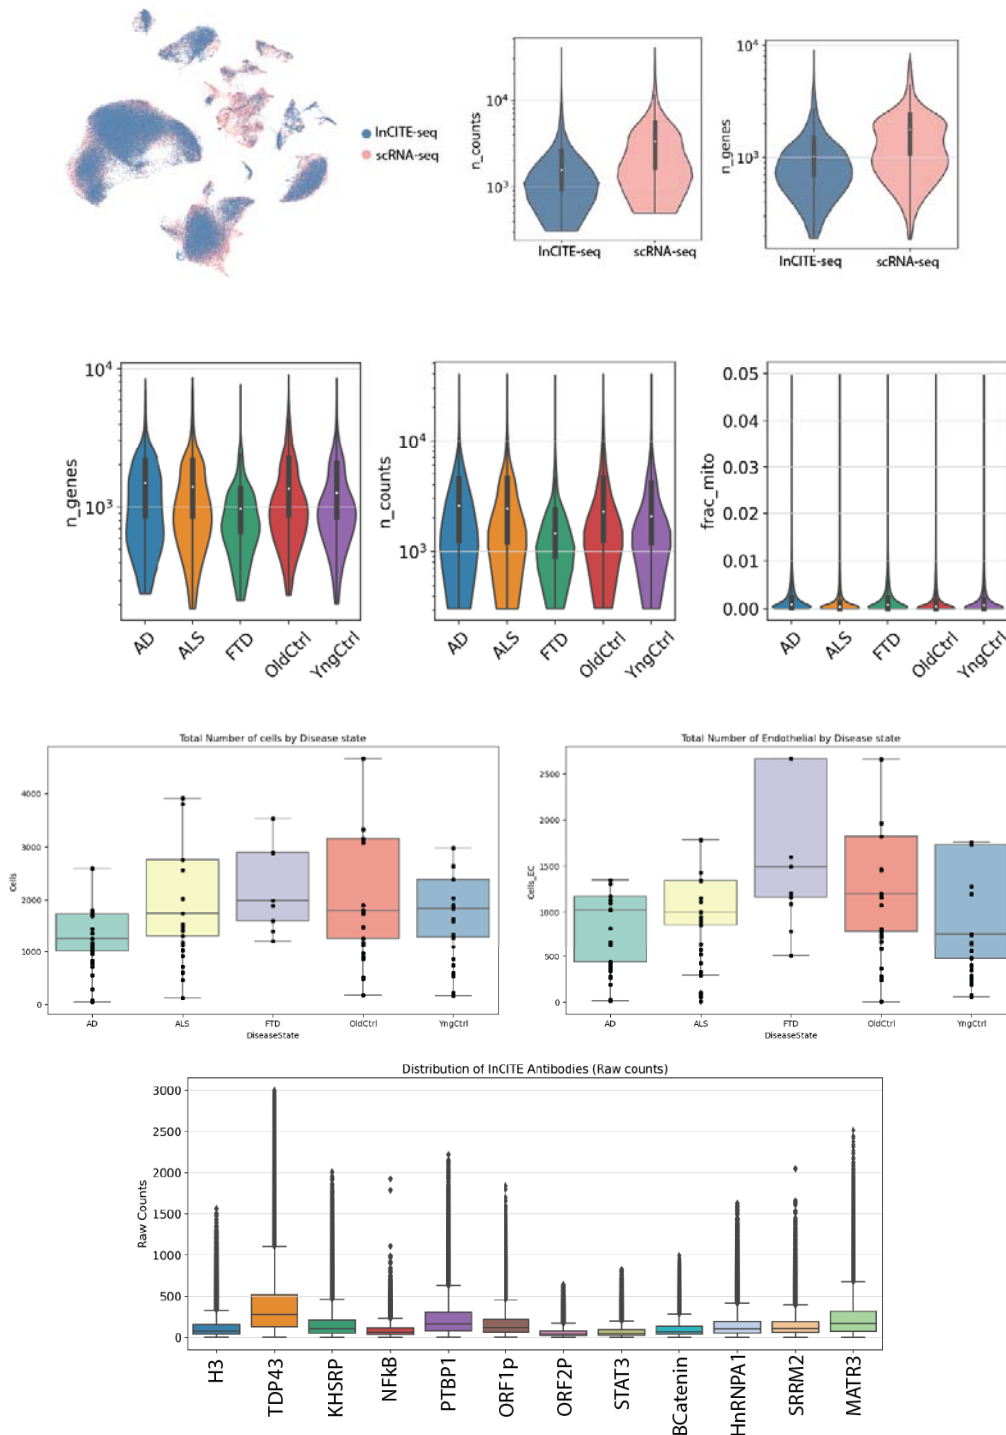 InCITE-seq
scRNA-seq
n_counts
10⁴
10³
InCITE-seq scRNA-seq
n_genes
10⁴
10³
InCITE-seq scRNA-seq
n_genes
10⁴
10³
AD ALS FTD OldCtrl YngCtrl
n_counts
10⁴
10³
AD ALS FTD OldCtrl YngCtrl
frac_mito
0.05
0.04
0.03
0.02
0.01
0.00
AD ALS FTD OldCtrl YngCtrl
Total Number of cells by Disease state
Cells
4000
3000
2000
1000
0
AD ALS FTD OldCtrl YngCtrl
DiseaseState
Total Number of Endothelial by Disease state
Cells_EC
2500
2000
1500
1000
500
0
AD ALS FTD OldCtrl YngCtrl
DiseaseState
Distribution of InCITE Antibodies (Raw counts)
Raw Counts
3000
2500
2000
1500
1000
500
0
H3 TDP43 KHSRP NFkB PTBP1 ORF1p ORF2P STAT3 BCatenin HnRNPA1 SRRM2 MATR3